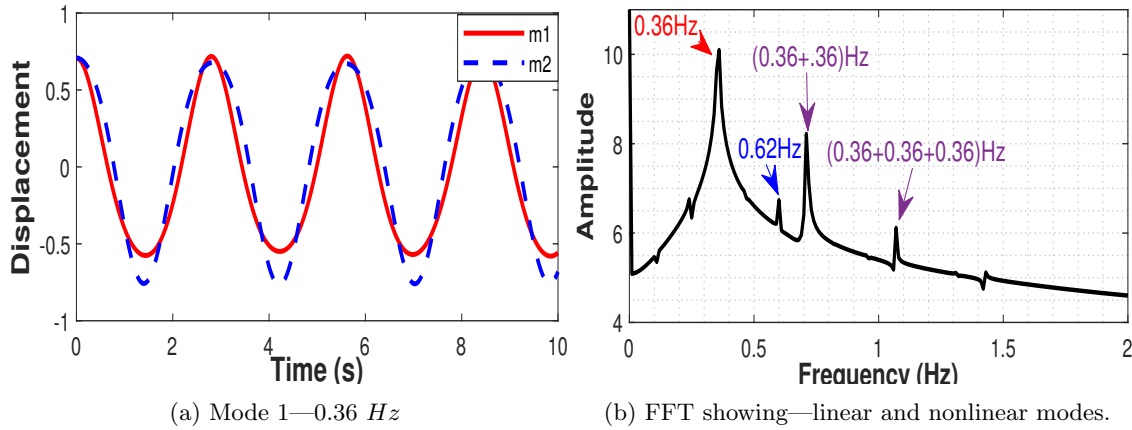 1
0.5
0
-0.5
-1
Displacement
m1
m2
0
2
4
6
8
10
Time (s)
(a) Mode 1—0.36 Hz
10
8
6
4
Amplitude
0.36Hz
(0.36+.36)Hz
0.62Hz
(0.36+0.36+0.36)Hz
0
0.5
1
1.5
2
Frequency (Hz)
(b) FFT showing—linear and nonlinear modes.